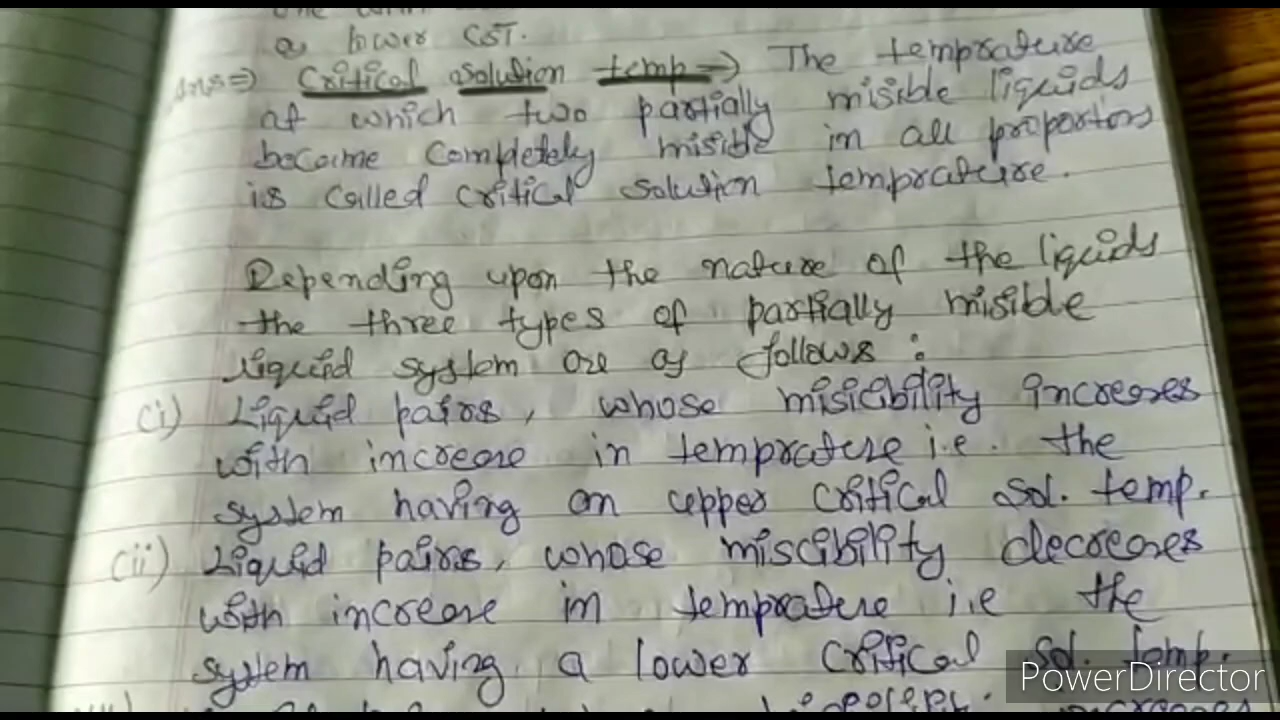 a lower CST.
Ans ⇒ Critical solution temp → The temprature
at which two partially misible liquids
become completely misible in all proportions
is called critical solution temprature.
Depending upon the nature of the liquids
the three types of partially misible
liquid system are as follows :
(i) Liquid pairs, whose misicibility increases
with increase in temprature i.e. the
system having an upper critical sol. temp.
(ii) Liquid pairs, whose miscibility decreases
with increase in temprature i.e the
system having a lower critical sol. temp.
PowerDirector